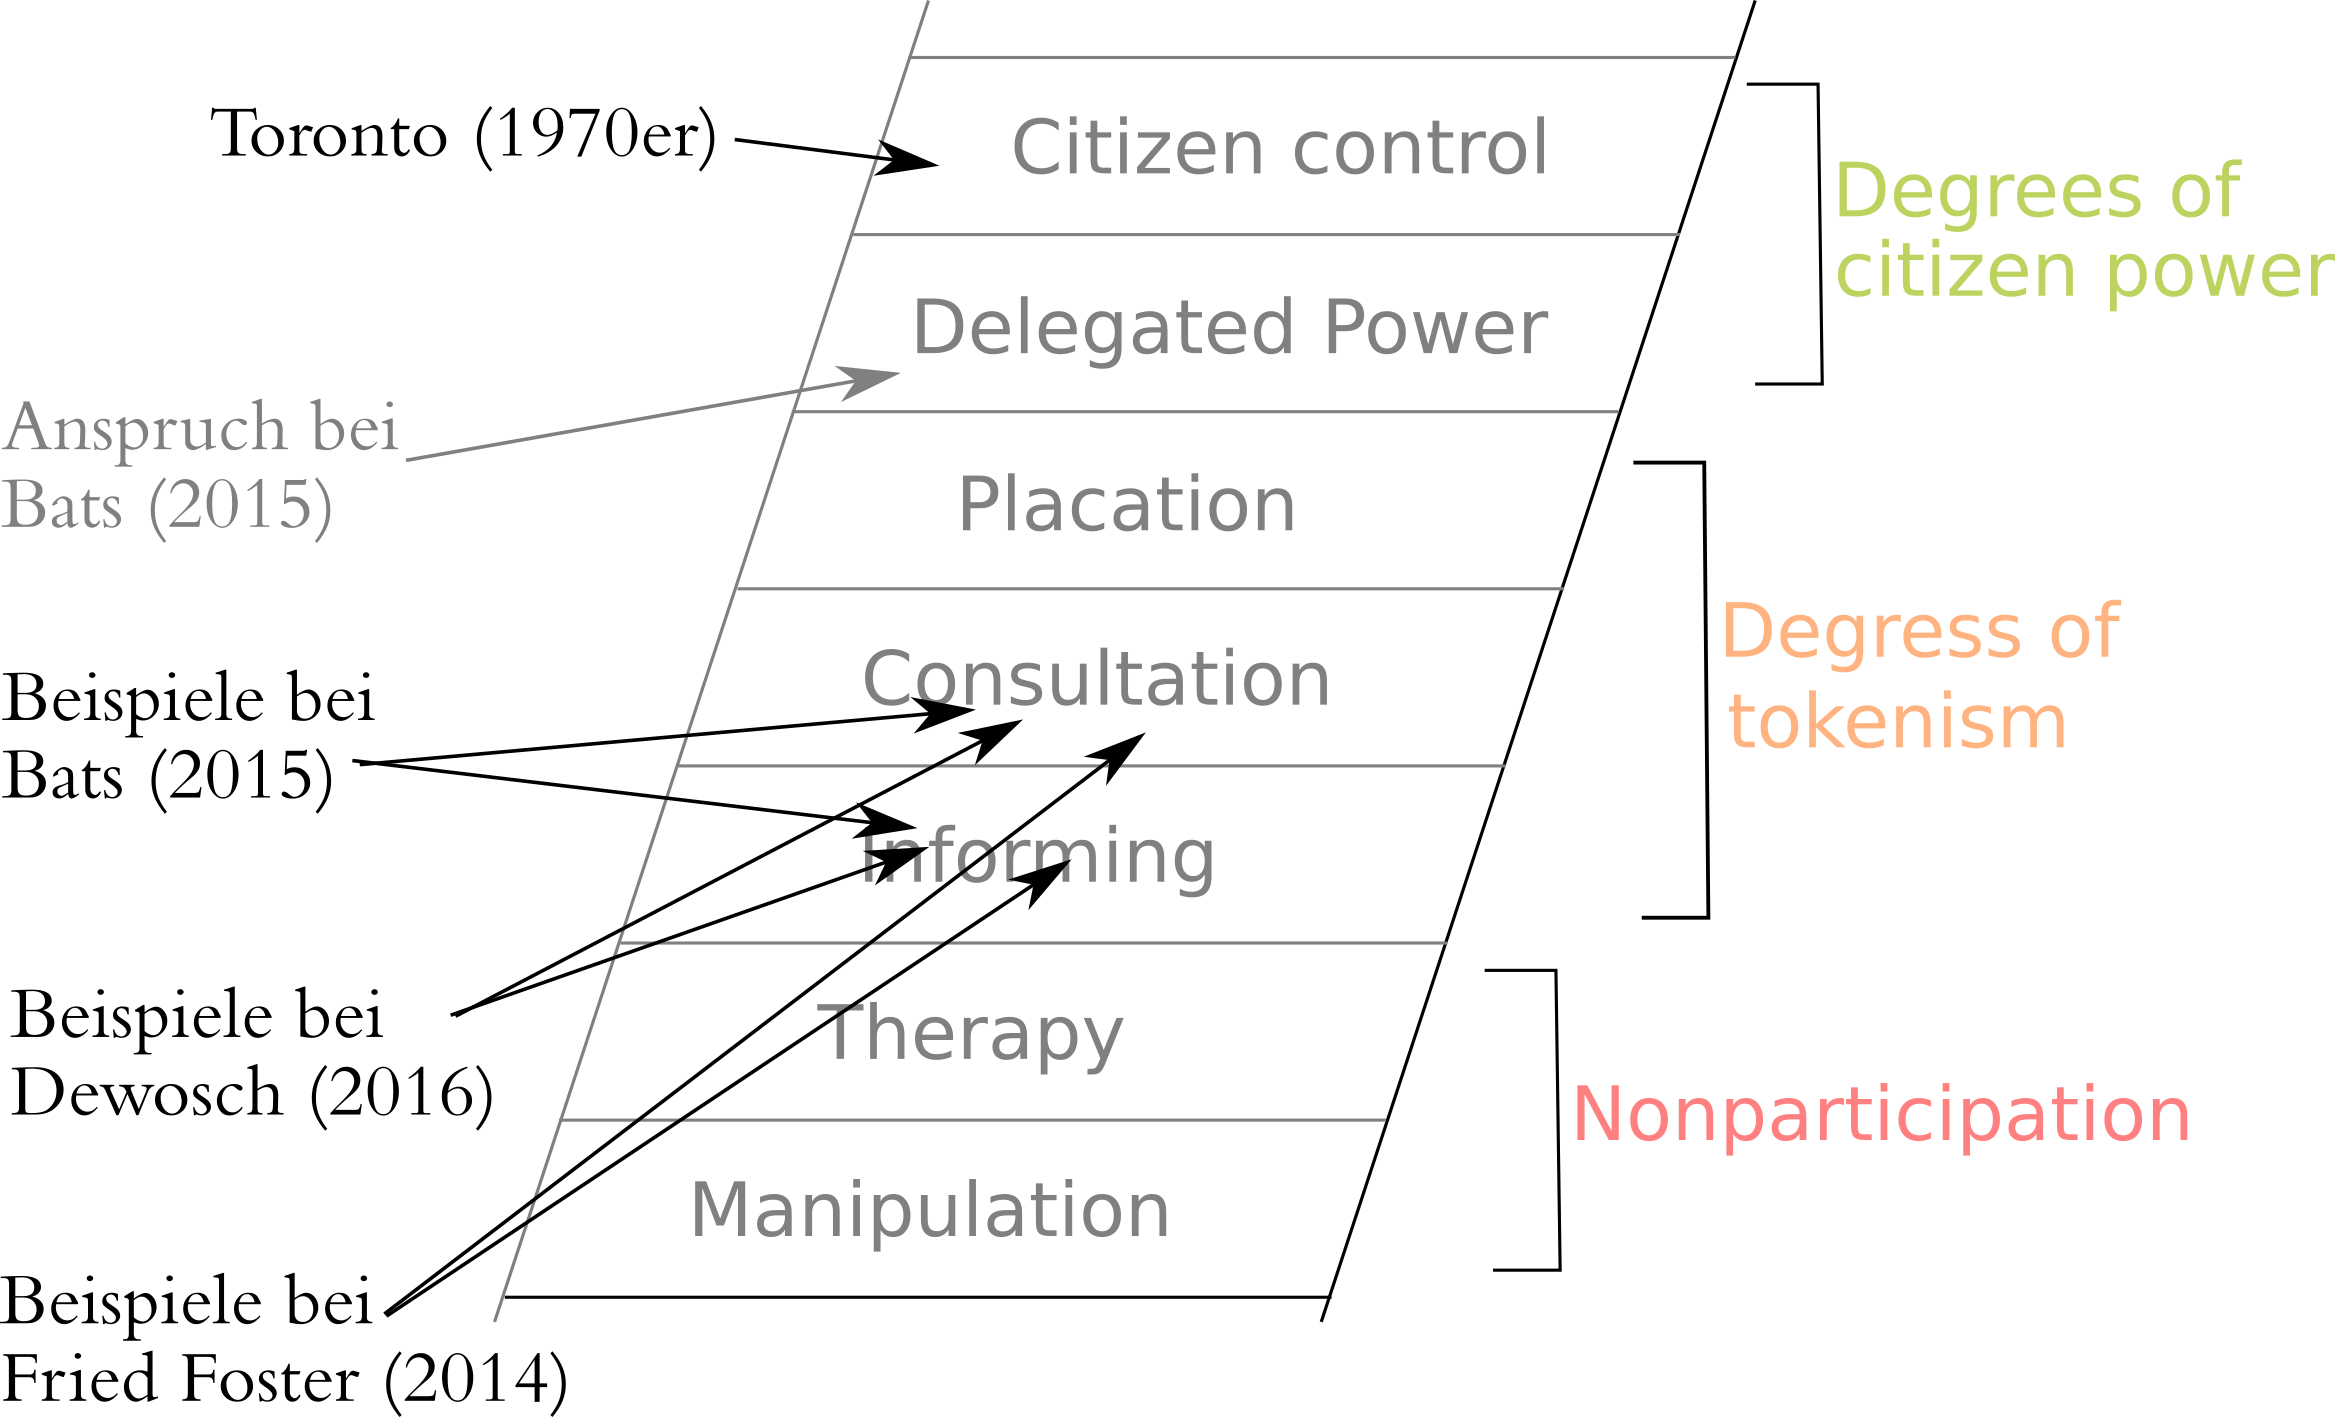 Toronto (1970er)
Anspruch bei
Bats (2015)
Beispiele bei
Bats (2015)
Beispiele bei
Dewosch (2016)
Beispiele bei
Fried Foster (2014)
Citizen control
Delegated Power
Placation
Consultation
Informing
Therapy
Manipulation
Degrees of
citizen power
Degress of
tokenism
Nonparticipation